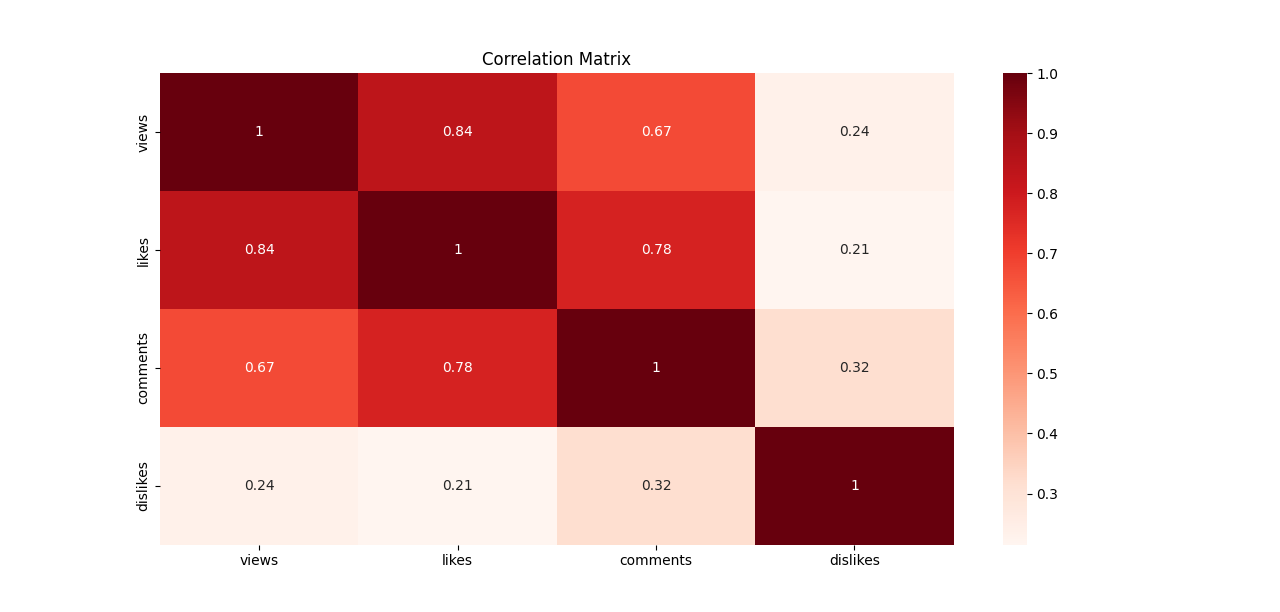 Correlation Matrix
views 1 0.84 0.67 0.24
likes 0.84 1 0.78 0.21
comments 0.67 0.78 1 0.32
dislikes 0.24 0.21 0.32 1
views likes comments dislikes
1.0
0.9
0.8
0.7
0.6
0.5
0.4
0.3